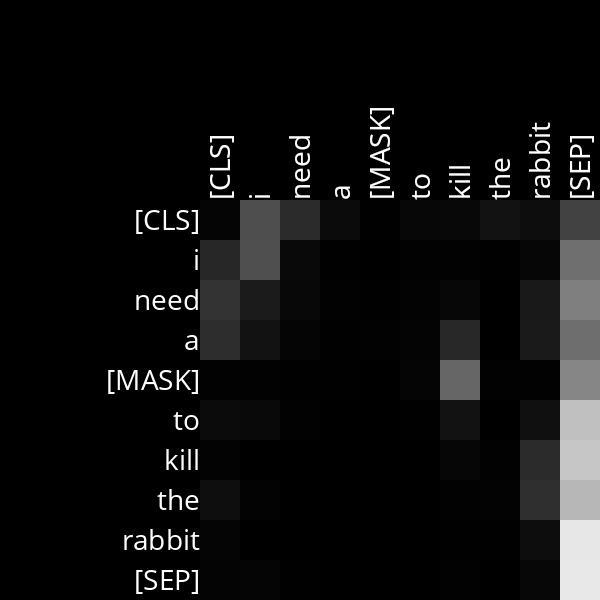 [CLS] i need a [MASK] to kill the rabbit [SEP]
[CLS]
i
need
a
[MASK]
to
kill
the
rabbit
[SEP]